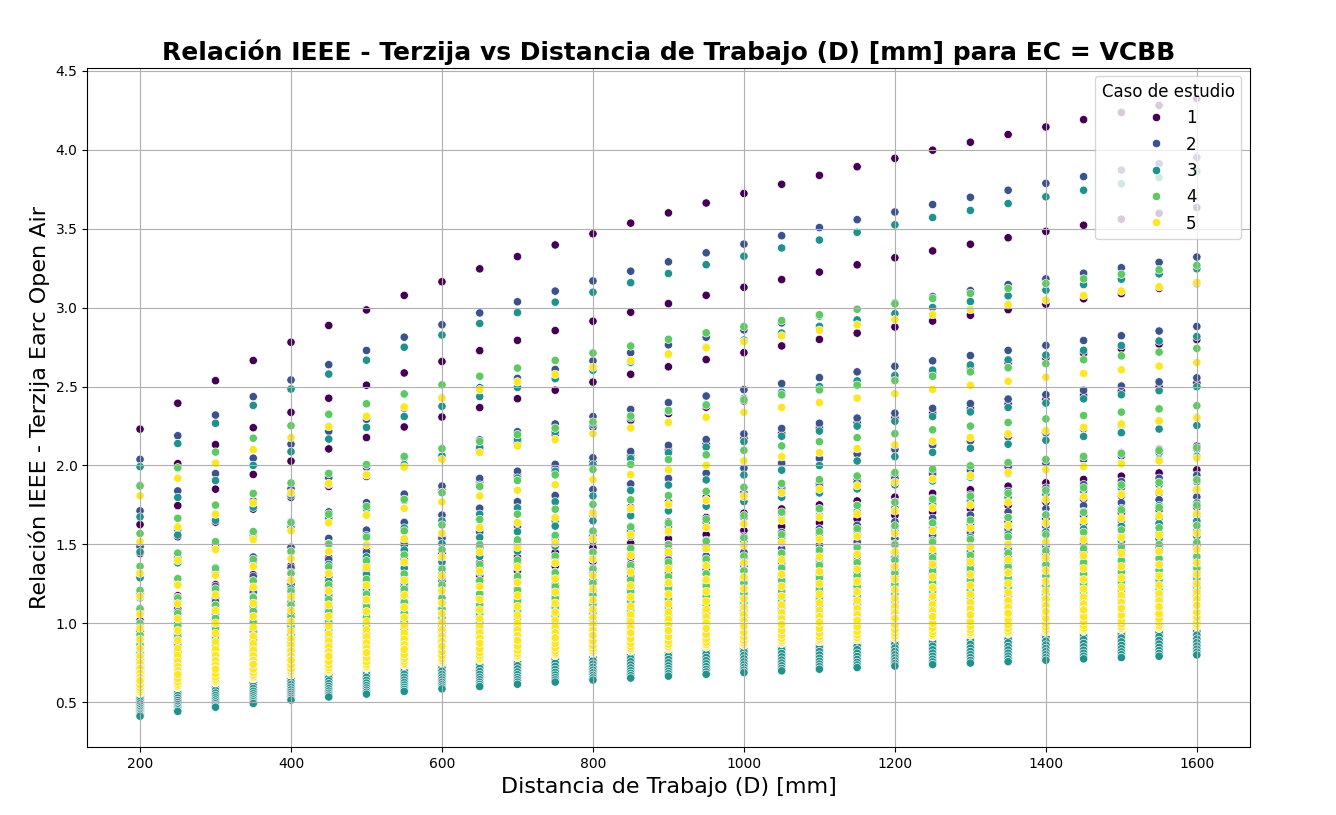 Relación IEEE - Terzija vs Distancia de Trabajo (D) [mm] para EC = VCBB
Relación IEEE - Terzija Earc Open Air
4.5
4.0
3.5
3.0
2.5
2.0
1.5
1.0
0.5
Caso de estudio
1
2
3
4
5
200 400 600 800 1000 1200 1400 1600
Distancia de Trabajo (D) [mm]